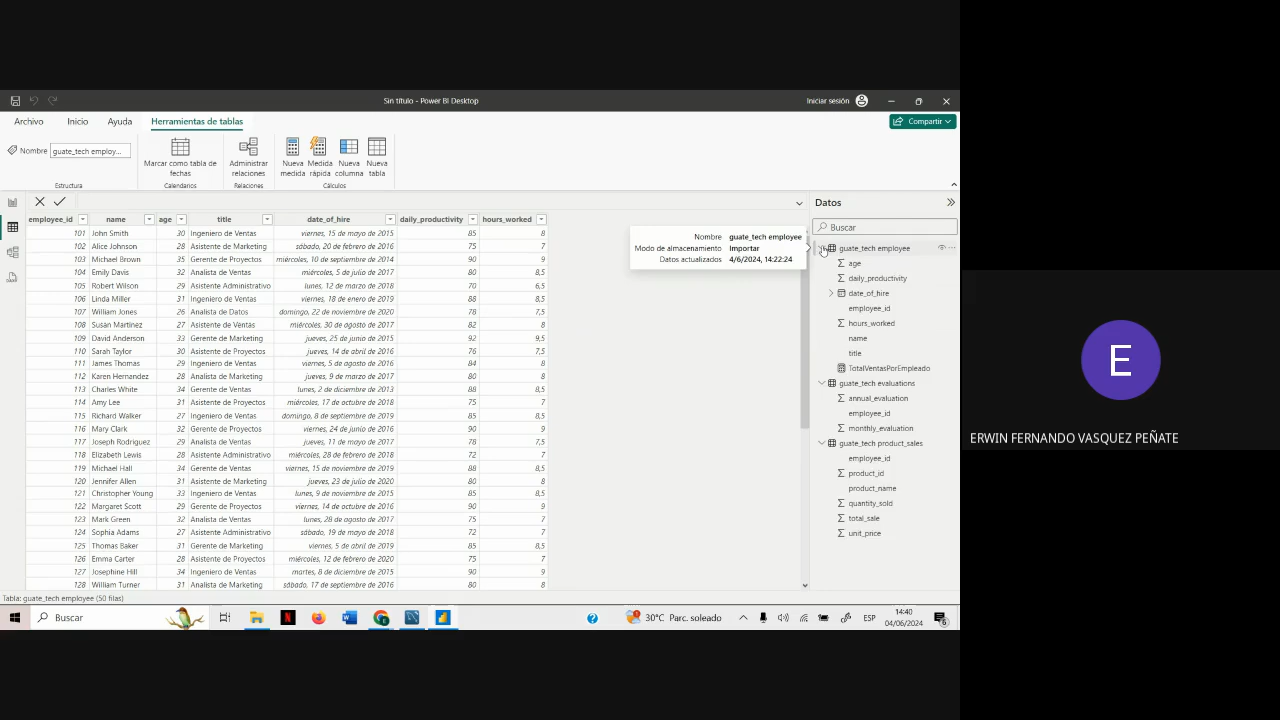 Sin título - Power BI Desktop
Iniciar sesión
Archivo Inicio Ayuda Herramientas de tablas
Compartir
Nombre guate_tech employ...
Marcar como tabla de fechas
Administrar relaciones
Nueva medida
Medida rápida
Nueva columna
Nueva tabla
Estructura Calendarios Relaciones Cálculos
employee_id name age title date_of_hire daily_productivity hours_worked
101 John Smith 30 Ingeniero de Ventas viernes, 15 de mayo de 2015 85 8
102 Alice Johnson 28 Asistente de Marketing sábado, 20 de febrero de 2016 75 7
103 Michael Brown 35 Gerente de Proyectos miércoles, 10 de septiembre de 2014 90 9
104 Emily Davis 32 Analista de Ventas miércoles, 5 de julio de 2017 80 8,5
105 Robert Wilson 29 Asistente Administrativo lunes, 12 de marzo de 2018 70 6,5
106 Linda Miller 31 Ingeniero de Ventas viernes, 18 de enero de 2019 88 8,5
107 William Jones 26 Analista de Datos domingo, 22 de noviembre de 2020 78 7,5
108 Susan Martinez 27 Asistente de Ventas miércoles, 30 de agosto de 2017 82 8
109 David Anderson 33 Gerente de Marketing jueves, 25 de junio de 2015 92 9,5
110 Sarah Taylor 30 Asistente de Proyectos jueves, 14 de abril de 2016 76 7,5
111 James Thomas 29 Ingeniero de Ventas viernes, 5 de agosto de 2016 84 8
112 Karen Hernandez 28 Analista de Marketing jueves, 9 de marzo de 2017 80 8
113 Charles White 34 Gerente de Ventas lunes, 2 de diciembre de 2013 88 8,5
114 Amy Lee 31 Asistente de Proyectos miércoles, 17 de octubre de 2018 75 7
115 Richard Walker 27 Ingeniero de Ventas domingo, 8 de septiembre de 2019 85 8,5
116 Mary Clark 32 Gerente de Proyectos viernes, 24 de junio de 2016 90 9
117 Joseph Rodriguez 29 Analista de Ventas jueves, 11 de mayo de 2017 78 7,5
118 Elizabeth Lewis 28 Asistente Administrativo miércoles, 28 de febrero de 2018 72 7
119 Michael Hall 34 Gerente de Ventas viernes, 15 de noviembre de 2019 88 8,5
120 Jennifer Allen 31 Asistente de Marketing jueves, 23 de julio de 2020 80 8
121 Christopher Young 33 Ingeniero de Ventas lunes, 9 de noviembre de 2015 85 8,5
122 Margaret Scott 29 Gerente de Proyectos viernes, 14 de octubre de 2016 90 9
123 Mark Green 32 Analista de Ventas lunes, 28 de agosto de 2017 75 7
124 Sophia Adams 27 Asistente Administrativo sábado, 19 de mayo de 2018 72 7
125 Thomas Baker 31 Gerente de Marketing viernes, 5 de abril de 2019 85 8,5
126 Emma Carter 28 Asistente de Proyectos miércoles, 12 de febrero de 2020 75 7
127 Josephine Hill 34 Ingeniero de Ventas martes, 8 de diciembre de 2015 90 9
128 William Turner 31 Analista de Marketing sábado, 17 de septiembre de 2016 80 8
Nombre guate_tech employee
Modo de almacenamiento Importar
Datos actualizados 4/6/2024, 14:22:24
Datos
Buscar
guate_tech employee
age
daily_productivity
date_of_hire
employee_id
hours_worked
name
title
TotalVentasPorEmpleado
guate_tech evaluations
annual_evaluation
employee_id
monthly_evaluation
guate_tech product_sales
employee_id
product_id
product_name
quantity_sold
total_sale
unit_price
Tabla: guate_tech employee (50 filas)
Buscar
30°C Parc. soleado
ESP
14:40
04/06/2024
6
E
ERWIN FERNANDO VASQUEZ PEÑATE